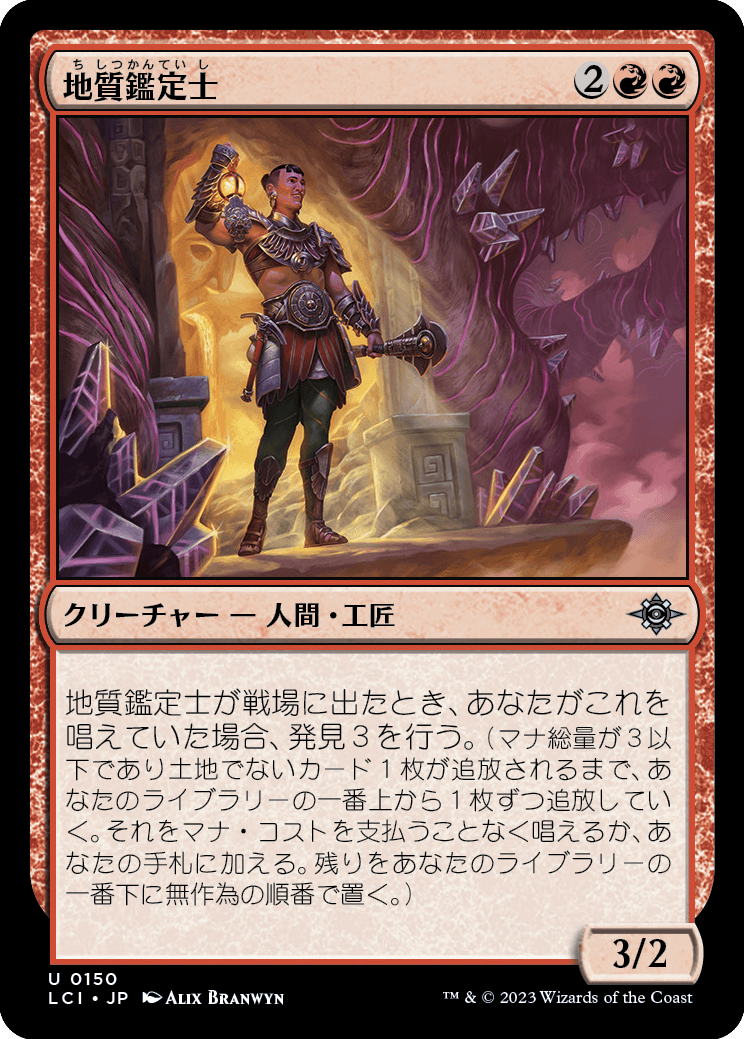 ちしつかんていし
地質鑑定士 2
クリーチャー — 人間・工匠
地質鑑定士が戦場に出たとき、あなたがこれを
唱えていた場合、発見３を行う。（マナ総量が３以
下であり土地でないカード１枚が追放されるまで、あ
なたのライブラリーの一番上から１枚ずつ追放してい
く。それをマナ・コストを支払うことなく唱えるか、あ
なたの手札に加える。残りをあなたのライブラリーの
一番下に無作為の順番で置く。）
3/2
U 0150
LCI • JP Alix Branwyn
™ & © 2023 Wizards of the Coast